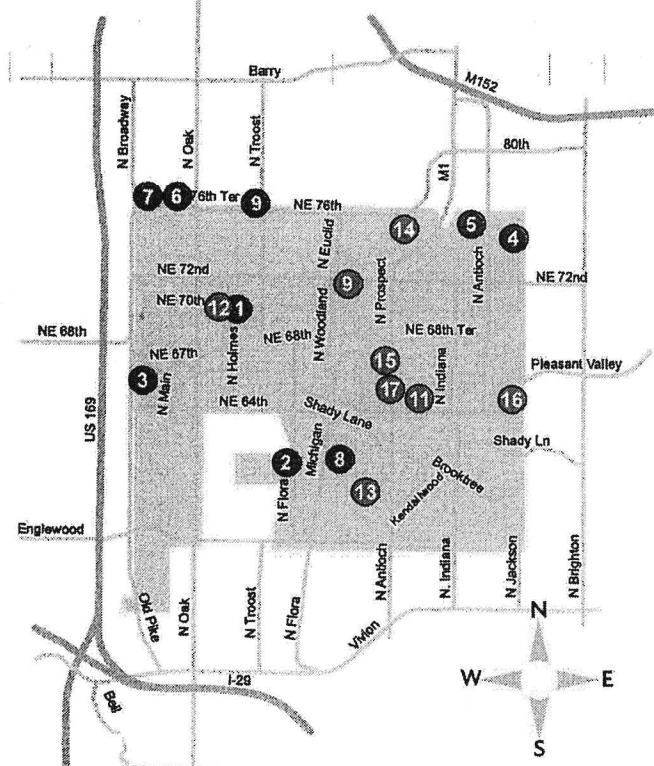 Barry
M152
N Broadway
N Oak
N Troost
M1
80th
7
6
76th Ter
9
NE 76th
N Euclid
14
5
4
N Antioch
NE 72nd
9
N Prospect
NE 72nd
NE 70th
12
1
N Holmes
NE 68th
N Woodland
NE 68th Ter
NE 68th
NE 67th
3
N Main
15
17
11
N Indiana
Pleasant Valley
16
US 169
NE 64th
Shady Lane
Shady Ln
2
Michigan
8
N Flora
13
Brooktree
Kendallwood
Englewood
Old Pike
N Oak
N Troost
N Flora
N Antioch
N. Indiana
N Jackson
N Brighton
Vivion
I-29
Bell
N
W
E
S